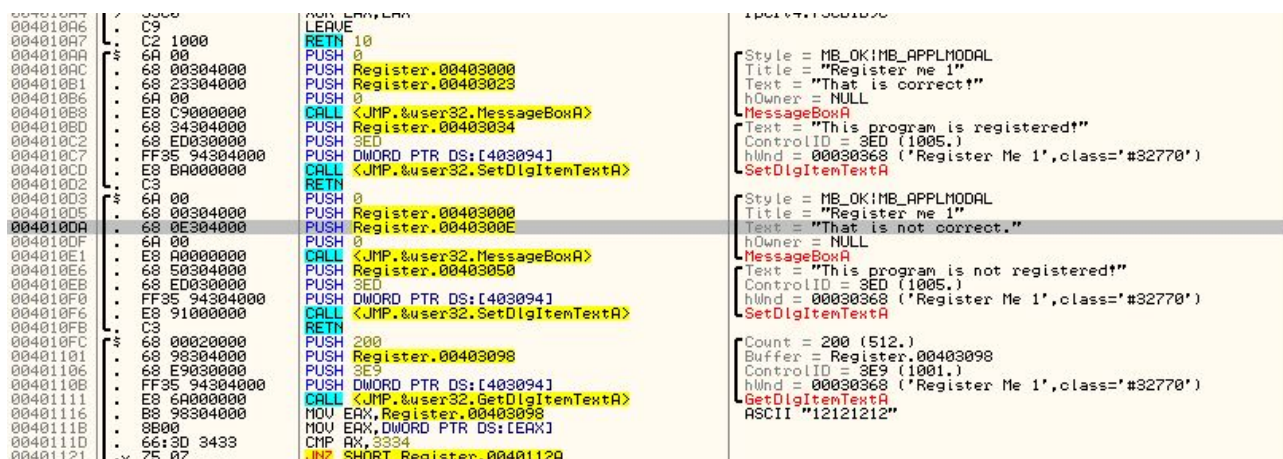 004010A6 . C9 LEAVE
004010A7 . C2 1000 RETN 10
004010AA $ 6A 00 PUSH 0 Style = MB_OK|MB_APPLMODAL
004010AC . 68 00304000 PUSH Register.00403000 Title = "Register me 1"
004010B1 . 68 23304000 PUSH Register.00403023 Text = "That is correct!"
004010B6 . 6A 00 PUSH 0 hOwner = NULL
004010B8 . E8 C9000000 CALL <JMP.&user32.MessageBoxA> MessageBoxA
004010BD . 68 34304000 PUSH Register.00403034 Text = "This program is registered!"
004010C2 . 68 ED030000 PUSH 3ED ControlID = 3ED (1005.)
004010C7 . FF35 94304000 PUSH DWORD PTR DS:[403094] hWnd = 00030368 ('Register Me 1',class='#32770')
004010CD . E8 BA000000 CALL <JMP.&user32.SetDlgItemTextA> SetDlgItemTextA
004010D2 . C3 RETN
004010D3 $ 6A 00 PUSH 0 Style = MB_OK|MB_APPLMODAL
004010D5 . 68 00304000 PUSH Register.00403000 Title = "Register me 1"
004010DA . 68 0E304000 PUSH Register.0040300E Text = "That is not correct."
004010DF . 6A 00 PUSH 0 hOwner = NULL
004010E1 . E8 A0000000 CALL <JMP.&user32.MessageBoxA> MessageBoxA
004010E6 . 68 50304000 PUSH Register.00403050 Text = "This program is not registered!"
004010EB . 68 ED030000 PUSH 3ED ControlID = 3ED (1005.)
004010F0 . FF35 94304000 PUSH DWORD PTR DS:[403094] hWnd = 00030368 ('Register Me 1',class='#32770')
004010F6 . E8 91000000 CALL <JMP.&user32.SetDlgItemTextA> SetDlgItemTextA
004010FB . C3 RETN
004010FC $ 68 00020000 PUSH 200 Count = 200 (512.)
00401101 . 68 98304000 PUSH Register.00403098 Buffer = Register.00403098
00401106 . 68 E9030000 PUSH 3E9 ControlID = 3E9 (1001.)
0040110B . FF35 94304000 PUSH DWORD PTR DS:[403094] hWnd = 00030368 ('Register Me 1',class='#32770')
00401111 . E8 6A000000 CALL <JMP.&user32.GetDlgItemTextA> GetDlgItemTextA
00401116 . B8 98304000 MOV EAX,Register.00403098 ASCII "12121212"
0040111B . 8B00 MOV EAX,DWORD PTR DS:[EAX]
0040111D . 66:3D 3433 CMP AX,3334
00401121 .v 75 07 JNZ SHORT Register.0040112A